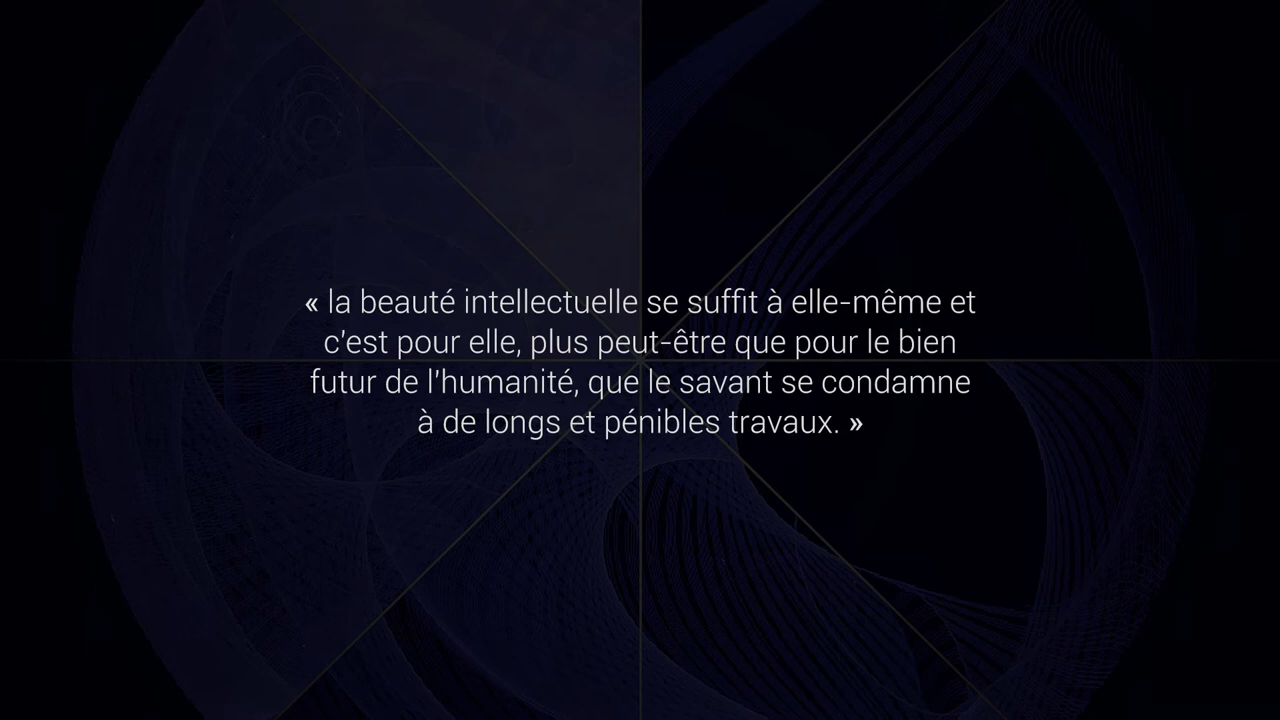 « la beauté intellectuelle se suffit à elle-même et
c'est pour elle, plus peut-être que pour le bien
futur de l'humanité, que le savant se condamne
à de longs et pénibles travaux. »